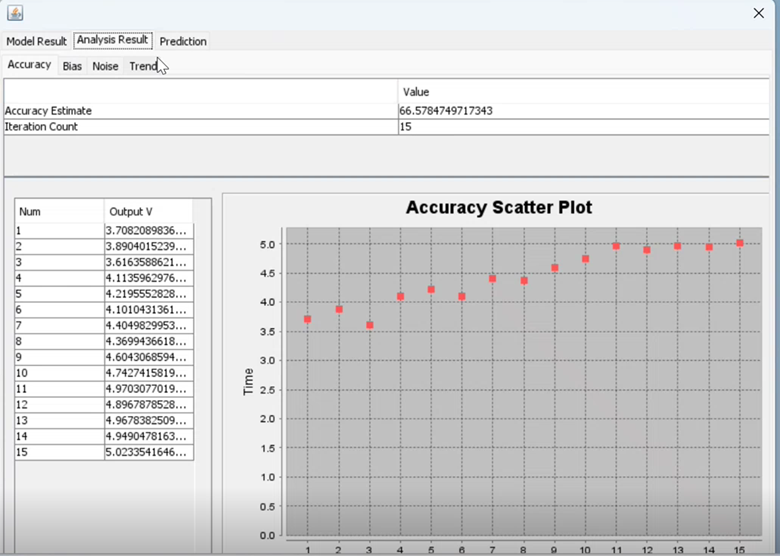 Model Result Analysis Result Prediction
Accuracy Bias Noise Trend
Value
Accuracy Estimate 66.5784749717343
Iteration Count 15
Num Output V
1 3.7082089836...
2 3.8904015239...
3 3.6163588621...
4 4.1135962976...
5 4.2195552828...
6 4.1010431361...
7 4.4049829953...
8 4.3699436618...
9 4.6043068594...
10 4.7427415819...
11 4.9703077019...
12 4.8967878528...
13 4.9678382509...
14 4.9490478163...
15 5.0233541646...
Accuracy Scatter Plot
5.0
4.5
4.0
3.5
3.0
2.5
2.0
1.5
1.0
0.5
0.0
Time
1 2 3 4 5 6 7 8 9 10 11 12 13 14 15